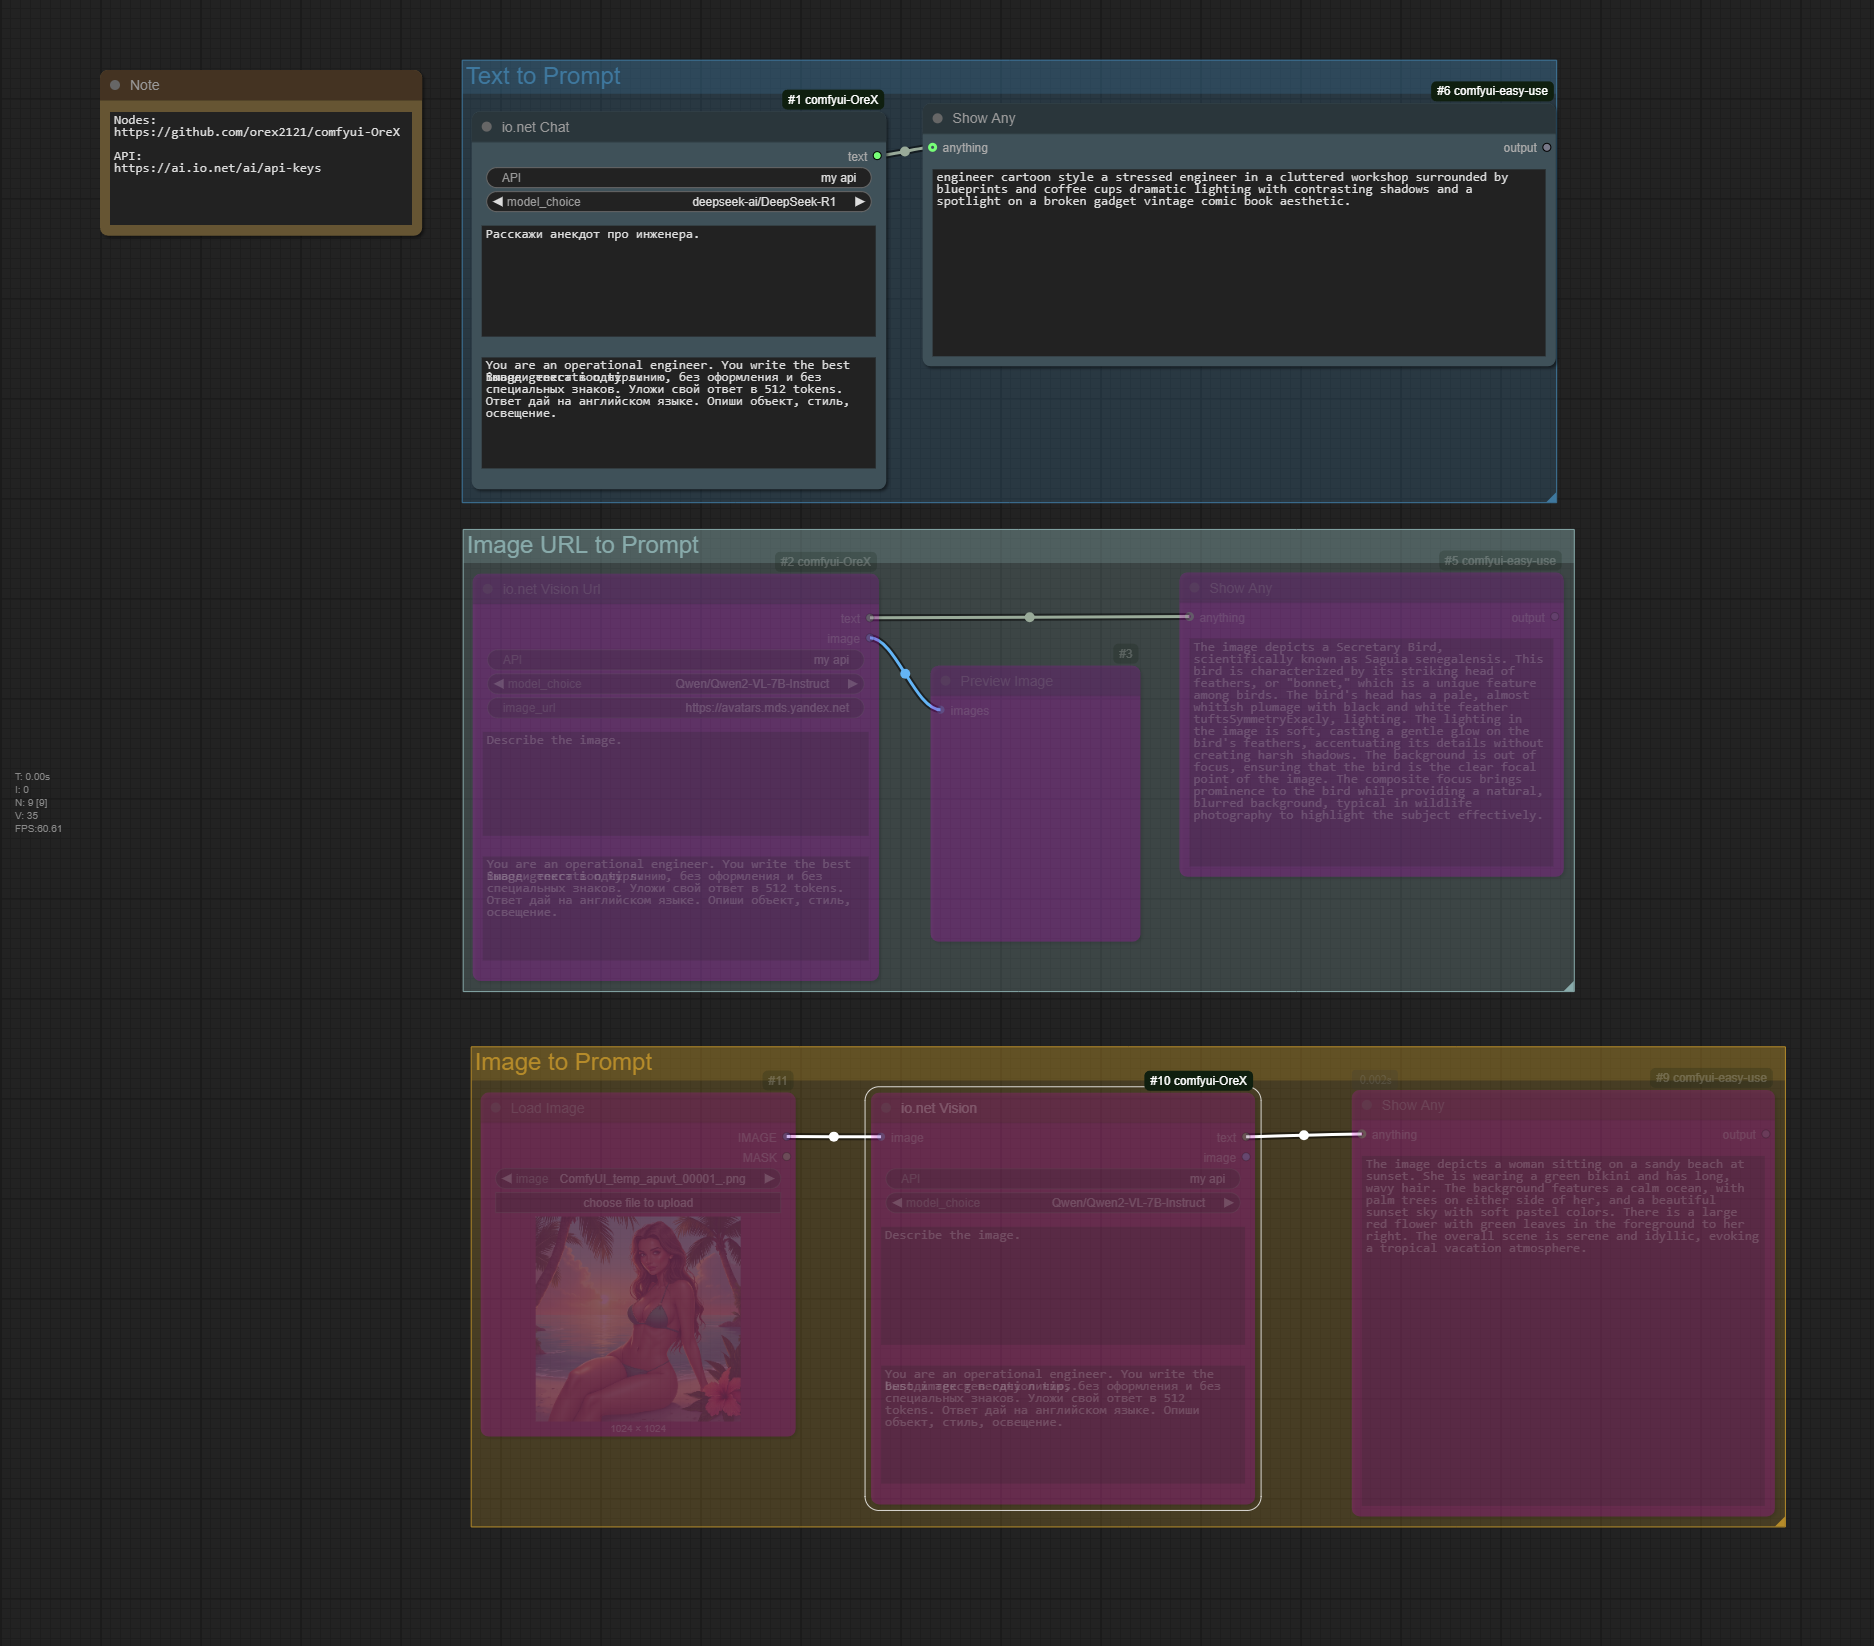 Note
Nodes:
https://github.com/orex2121/comfyui-OreX
API:
https://ai.io.net/ai/api-keys
Text to Prompt
#1 comfyui-OreX
io.net Chat
text
API
my api
model_choice
deepseek-ai/DeepSeek-R1
Расскажи анекдот про инженера.
You are an operational engineer. You write the best
линию, без оформления и без
специальных знаков. Уложи свой ответ в 512 tokens.
Ответ дай на английском языке. Опиши объект, стиль,
освещение.
#6 comfyui-easy-use
Show Any
anything
output
engineer cartoon style a stressed engineer in a cluttered workshop surrounded by
blueprints and coffee cups dramatic lighting with contrasting shadows and a
spotlight on a broken gadget vintage comic book aesthetic.
Image URL to Prompt
#2 comfyui-OreX
io.net Vision Url
text
image
API
my api
model_choice
Qwen/Qwen2-VL-7B-Instruct
image_url
https://avatars.mds.yandex.net
Describe the image.
You are an operational engineer. You write the best
линию, без оформления и без
специальных знаков. Уложи свой ответ в 512 tokens.
Ответ дай на английском языке. Опиши объект, стиль,
освещение.
#3
Preview Image
images
#5 comfyui-easy-use
Show Any
anything
output
The image depicts a Secretary Bird,
scientifically known as Saguia senegalensis. This
bird is characterized by its striking head of
feathers, or "bonnet," which is a unique feature
among birds. The bird's head has a pale, almost
whitish plumage with black and white feather
tuftsSymmetryExacly, lighting. The lighting in
the image is soft, casting a gentle glow on the
bird's feathers, accentuating its details without
creating harsh shadows. The background is out of
focus, ensuring that the bird is the clear focal
point of the image. The composite focus brings
prominence to the bird while providing a natural,
blurred background, typical in wildlife
photography to highlight the subject effectively.
T: 0.00s
I: 0
N: 9 [9]
V: 35
FPS:60.61
Image to Prompt
#11
Load Image
IMAGE
MASK
image
ComfyUI_temp_apuvt_00001_.png
choose file to upload
1024 × 1024
#10 comfyui-OreX
io.net Vision
image
text
image
API
my api
model_choice
Qwen/Qwen2-VL-7B-Instruct
Describe the image.
You are an operational engineer. You write the
без оформления и без
специальных знаков. Уложи свой ответ в 512
tokens. Ответ дай на английском языке. Опиши
объект, стиль, освещение.
0.002s
#9 comfyui-easy-use
Show Any
anything
output
The image depicts a woman sitting on a sandy beach at
sunset. She is wearing a green bikini and has long,
wavy hair. The background features a calm ocean, with
palm trees on either side of her, and a beautiful
sunset sky with soft pastel colors. There is a large
red flower with green leaves in the foreground to her
right. The overall scene is serene and idyllic, evoking
a tropical vacation atmosphere.